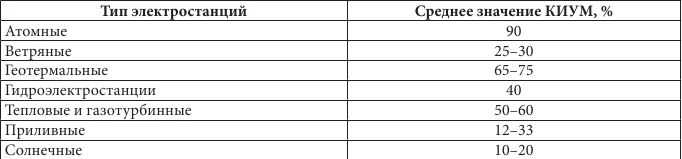 Тип электростанций Среднее значение КИУМ, %
Атомные 90
Ветряные 25–30
Геотермальные 65–75
Гидроэлектростанции 40
Тепловые и газотурбинные 50–60
Приливные 12–33
Солнечные 10–20